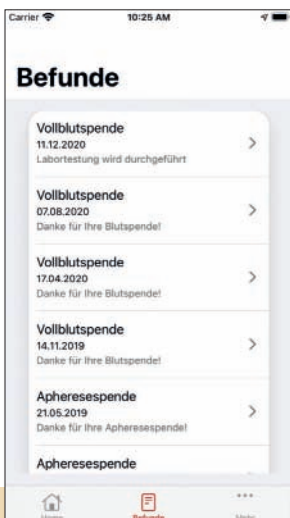 Carrier 10:25 AM
Befunde
Vollblutspende
11.12.2020
Labortestung wird durchgeführt
Vollblutspende
07.08.2020
Danke für Ihre Blutspende!
Vollblutspende
17.04.2020
Danke für Ihre Blutspende!
Vollblutspende
14.11.2019
Danke für Ihre Blutspende!
Apheresespende
21.05.2019
Danke für Ihre Apheresespende!
Apheresespende
Home Befunde Mehr